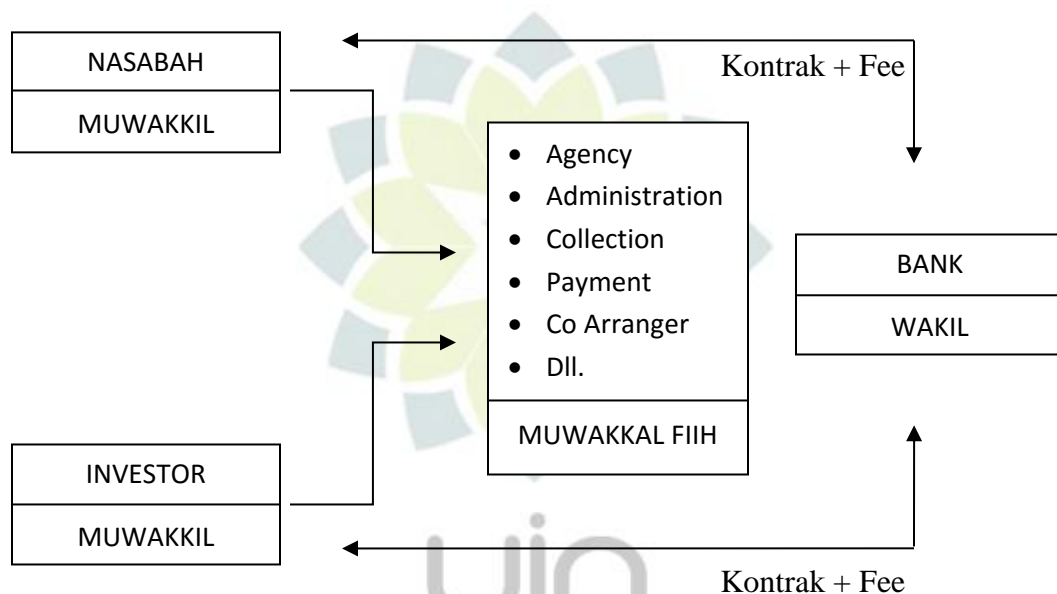 NASABAH
MUWAKKIL
Kontrak + Fee
• Agency
• Administration
• Collection
• Payment
• Co Arranger
• Dll.
MUWAKKAL FIIH
BANK
WAKIL
INVESTOR
MUWAKKIL
uin
Kontrak + Fee